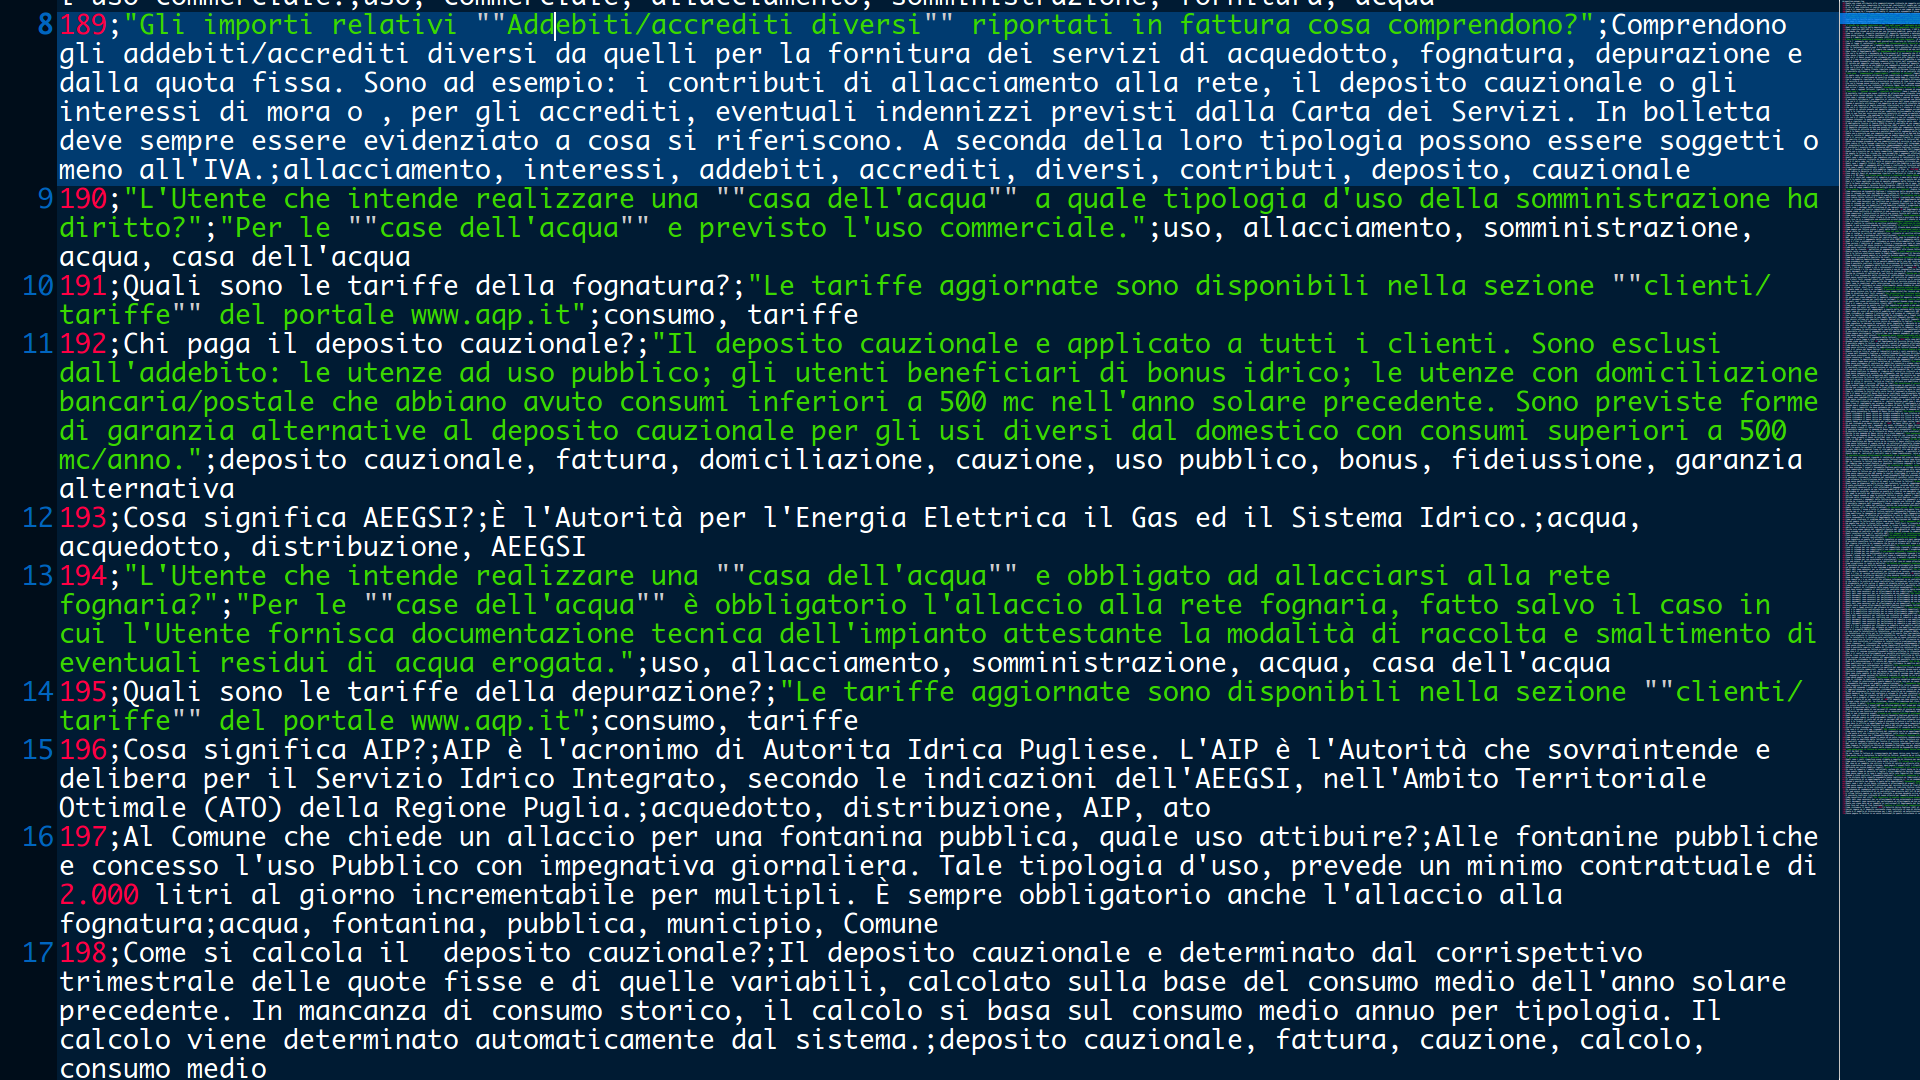 l'uso commerciale.;uso, commerciale, allacciamento, somministrazione, fornitura, acqua
8 189;"Gli importi relativi ""Addebiti/accrediti diversi"" riportati in fattura cosa comprendono?";Comprendono
gli addebiti/accrediti diversi da quelli per la fornitura dei servizi di acquedotto, fognatura, depurazione e
dalla quota fissa. Sono ad esempio: i contributi di allacciamento alla rete, il deposito cauzionale o gli
interessi di mora o , per gli accrediti, eventuali indennizzi previsti dalla Carta dei Servizi. In bolletta
deve sempre essere evidenziato a cosa si riferiscono. A seconda della loro tipologia possono essere soggetti o
meno all'IVA.;allacciamento, interessi, addebiti, accrediti, diversi, contributi, deposito, cauzionale
9 190;"L'Utente che intende realizzare una ""casa dell'acqua"" a quale tipologia d'uso della somministrazione ha
diritto?";"Per le ""case dell'acqua"" e previsto l'uso commerciale.";uso, allacciamento, somministrazione,
acqua, casa dell'acqua
10 191;Quali sono le tariffe della fognatura?;"Le tariffe aggiornate sono disponibili nella sezione ""clienti/
tariffe"" del portale www.aqp.it";consumo, tariffe
11 192;Chi paga il deposito cauzionale?;"Il deposito cauzionale e applicato a tutti i clienti. Sono esclusi
dall'addebito: le utenze ad uso pubblico; gli utenti beneficiari di bonus idrico; le utenze con domiciliazione
bancaria/postale che abbiano avuto consumi inferiori a 500 mc nell'anno solare precedente. Sono previste forme
di garanzia alternative al deposito cauzionale per gli usi diversi dal domestico con consumi superiori a 500
mc/anno.";deposito cauzionale, fattura, domiciliazione, cauzione, uso pubblico, bonus, fideiussione, garanzia
alternativa
12 193;Cosa significa AEEGSI?;È l'Autorità per l'Energia Elettrica il Gas ed il Sistema Idrico.;acqua,
acquedotto, distribuzione, AEEGSI
13 194;"L'Utente che intende realizzare una ""casa dell'acqua"" e obbligato ad allacciarsi alla rete
fognaria?";"Per le ""case dell'acqua"" è obbligatorio l'allaccio alla rete fognaria, fatto salvo il caso in
cui l'Utente fornisca documentazione tecnica dell'impianto attestante la modalità di raccolta e smaltimento di
eventuali residui di acqua erogata.";uso, allacciamento, somministrazione, acqua, casa dell'acqua
14 195;Quali sono le tariffe della depurazione?;"Le tariffe aggiornate sono disponibili nella sezione ""clienti/
tariffe"" del portale www.aqp.it";consumo, tariffe
15 196;Cosa significa AIP?;AIP è l'acronimo di Autorita Idrica Pugliese. L'AIP è l'Autorità che sovraintende e
delibera per il Servizio Idrico Integrato, secondo le indicazioni dell'AEEGSI, nell'Ambito Territoriale
Ottimale (ATO) della Regione Puglia.;acquedotto, distribuzione, AIP, ato
16 197;Al Comune che chiede un allaccio per una fontanina pubblica, quale uso attibuire?;Alle fontanine pubbliche
e concesso l'uso Pubblico con impegnativa giornaliera. Tale tipologia d'uso, prevede un minimo contrattuale di
2.000 litri al giorno incrementabile per multipli. È sempre obbligatorio anche l'allaccio alla
fognatura;acqua, fontanina, pubblica, municipio, Comune
17 198;Come si calcola il  deposito cauzionale?;Il deposito cauzionale e determinato dal corrispettivo
trimestrale delle quote fisse e di quelle variabili, calcolato sulla base del consumo medio dell'anno solare
precedente. In mancanza di consumo storico, il calcolo si basa sul consumo medio annuo per tipologia. Il
calcolo viene determinato automaticamente dal sistema.;deposito cauzionale, fattura, cauzione, calcolo,
consumo medio